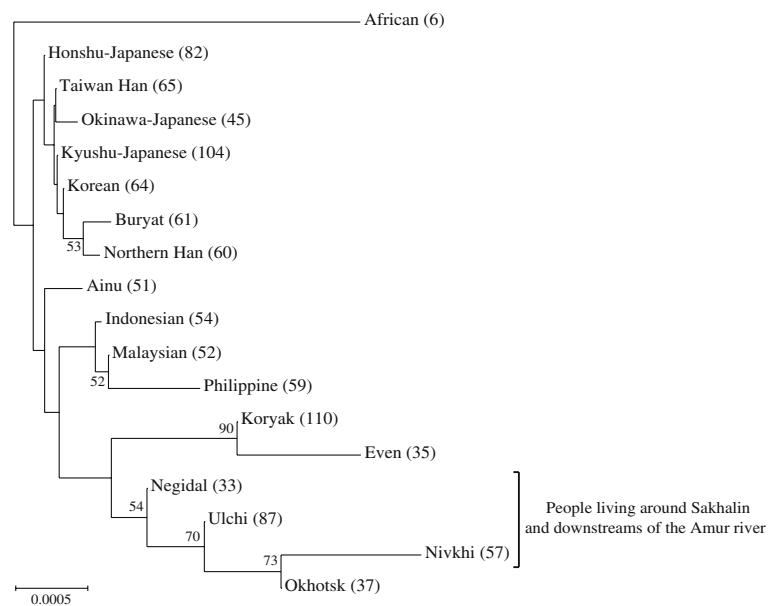 African (6)
Honshu-Japanese (82)
Taiwan Han (65)
Okinawa-Japanese (45)
Kyushu-Japanese (104)
Korean (64)
Buryat (61)
53
Northern Han (60)
Ainu (51)
Indonesian (54)
Malaysian (52)
52
Philippine (59)
Koryak (110)
90
Even (35)
Negidal (33)
54
Ulchi (87)
70
Nivkhi (57)
73
Okhotsk (37)
People living around Sakhalin
and downstreams of the Amur river
0.0005